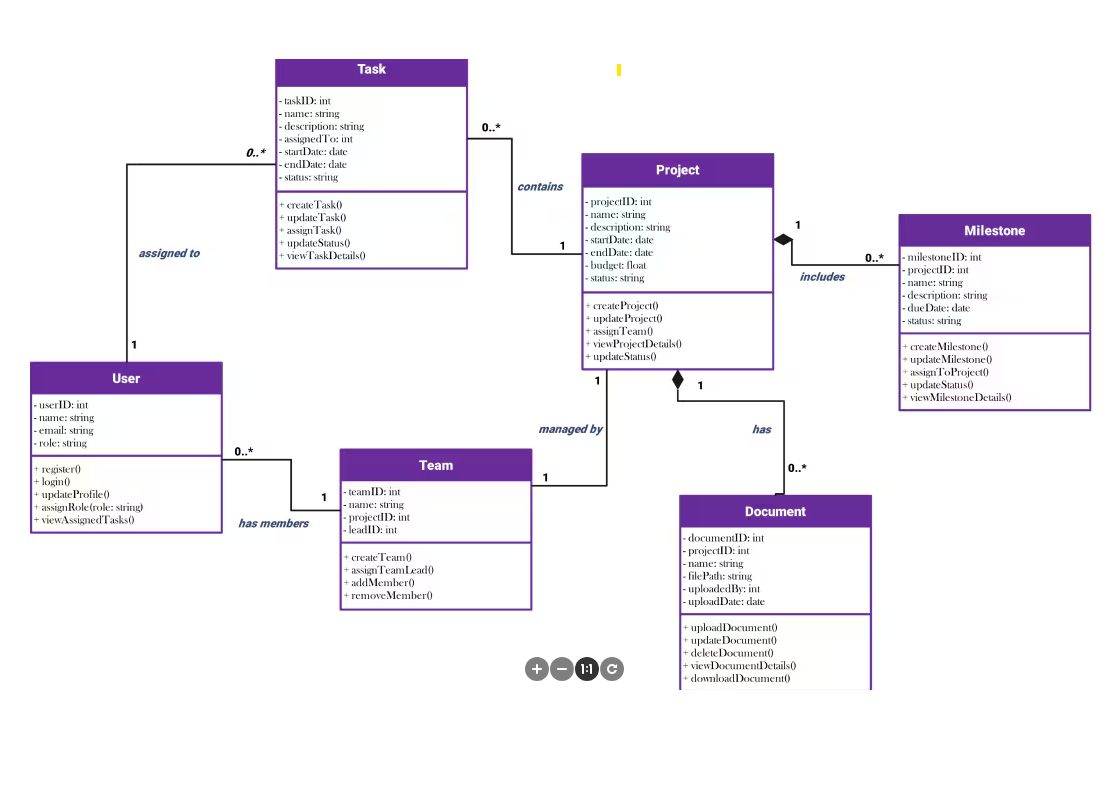 Task
- taskID: int
- name: string
- description: string
- assignedTo: int
- startDate: date
- endDate: date
- status: string
+ createTask()
+ updateTask()
+ assignTask()
+ updateStatus()
+ viewTaskDetails()
0..*
0..*
contains
1
assigned to
1
Project
- projectID: int
- name: string
- description: string
- startDate: date
- endDate: date
- budget: float
- status: string
+ createProject()
+ updateProject()
+ assignTeam()
+ viewProjectDetails()
+ updateStatus()
1
0..*
includes
Milestone
- milestoneID: int
- projectID: int
- name: string
- description: string
- dueDate: date
- status: string
+ createMilestone()
+ updateMilestone()
+ assignToProject()
+ updateStatus()
+ viewMilestoneDetails()
User
- userID: int
- name: string
- email: string
- role: string
+ register()
+ login()
+ updateProfile()
+ assignRole(role: string)
+ viewAssignedTasks()
0..*
1
has members
Team
- teamID: int
- name: string
- projectID: int
- leadID: int
+ createTeam()
+ assignTeamLead()
+ addMember()
+ removeMember()
1
managed by
1
1
has
0..*
Document
- documentID: int
- projectID: int
- name: string
- filePath: string
- uploadedBy: int
- uploadDate: date
+ uploadDocument()
+ updateDocument()
+ deleteDocument()
+ viewDocumentDetails()
+ downloadDocument()
1:1